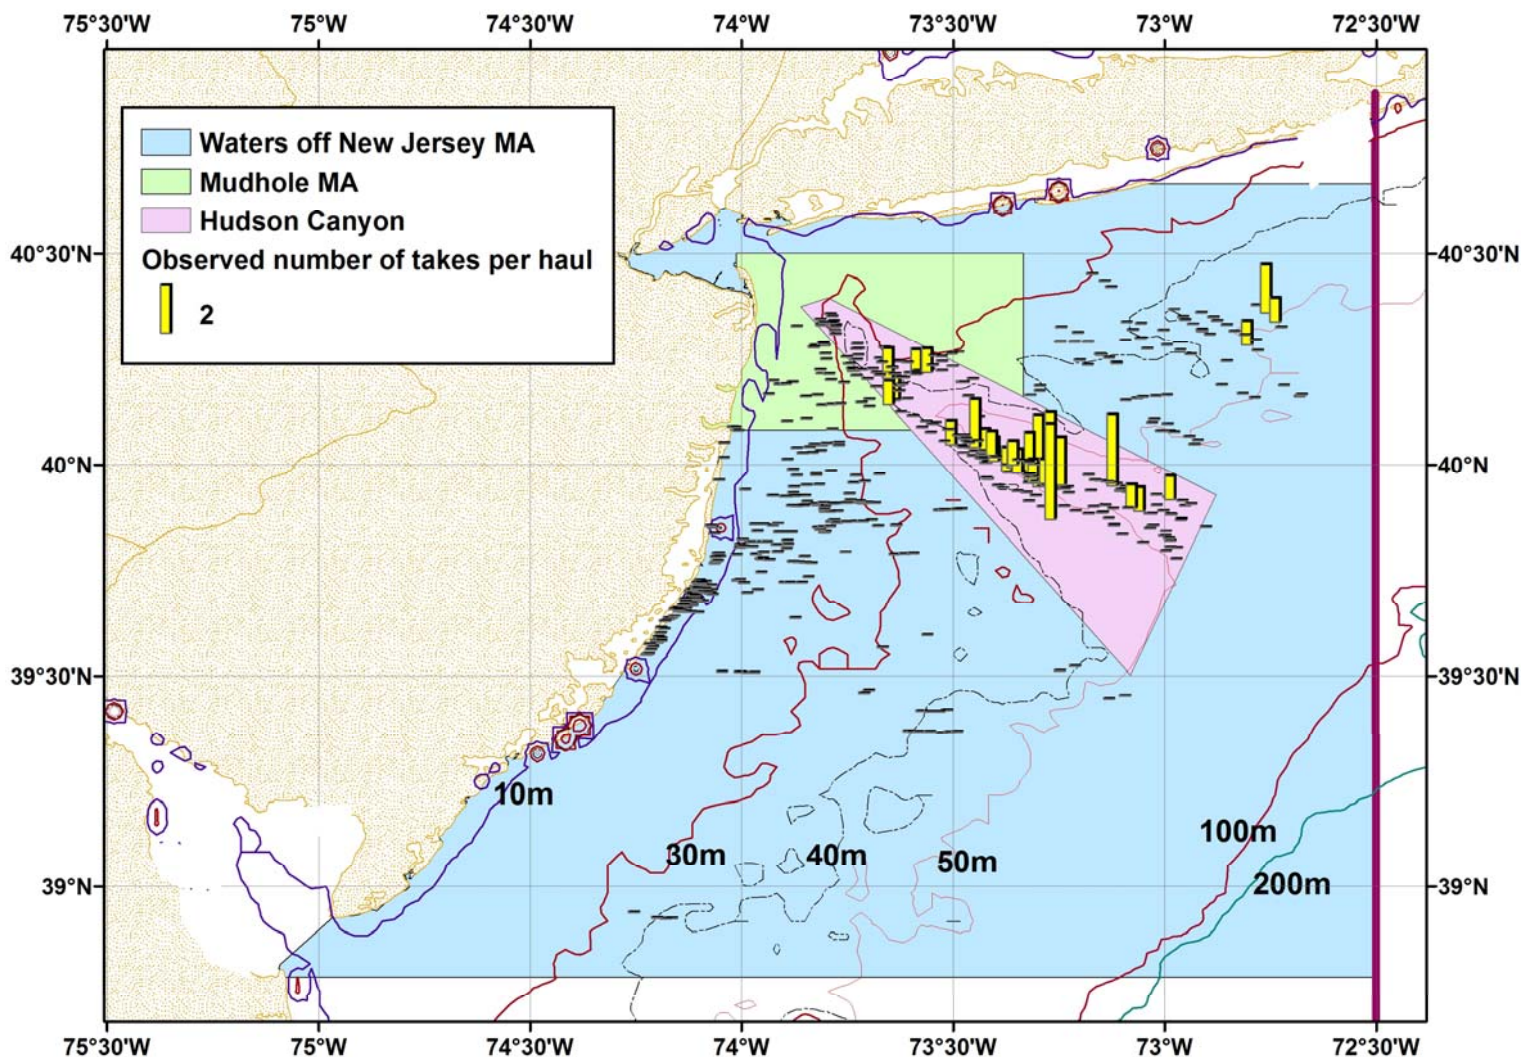 75°30'W 75°W 74°30'W 74°W 73°30'W 73°W 72°30'W
Waters off New Jersey MA
Mudhole MA
Hudson Canyon
Observed number of takes per haul
2
40°30'N 40°30'N
40°N 40°N
39°30'N 39°30'N
10m
100m
30m 40m 50m
200m
39°N 39°N
75°30'W 75°W 74°30'W 74°W 73°30'W 73°W 72°30'W